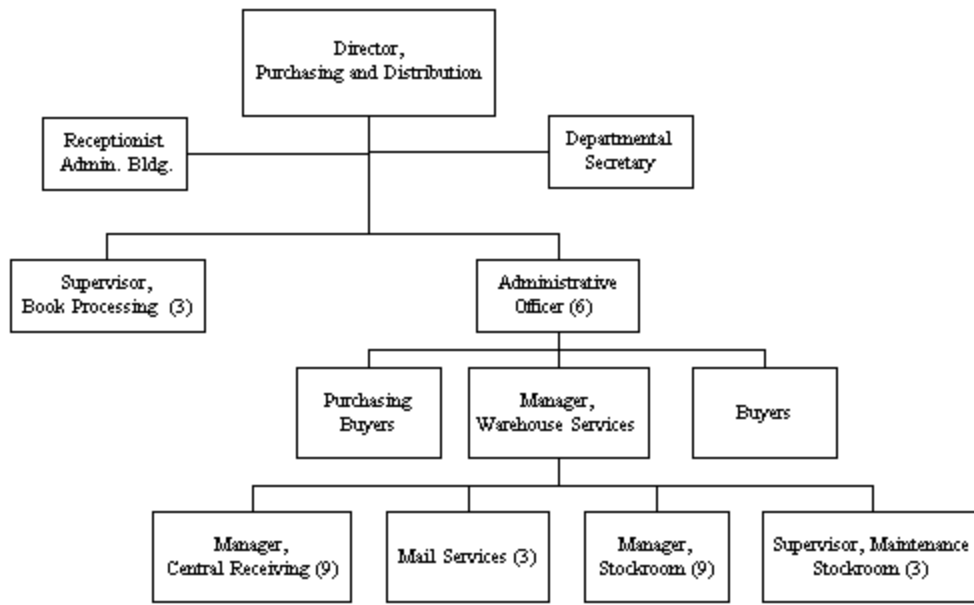 Director,
Purchasing and Distribution
Receptionist
Admin. Bldg.
Departmental
Secretary
Supervisor,
Book Processing (3)
Administrative
Officer (6)
Purchasing
Buyers
Manager,
Warehouse Services
Buyers
Manager,
Central Receiving (9)
Mail Services (3)
Manager,
Stockroom (9)
Supervisor, Maintenance
Stockroom (3)